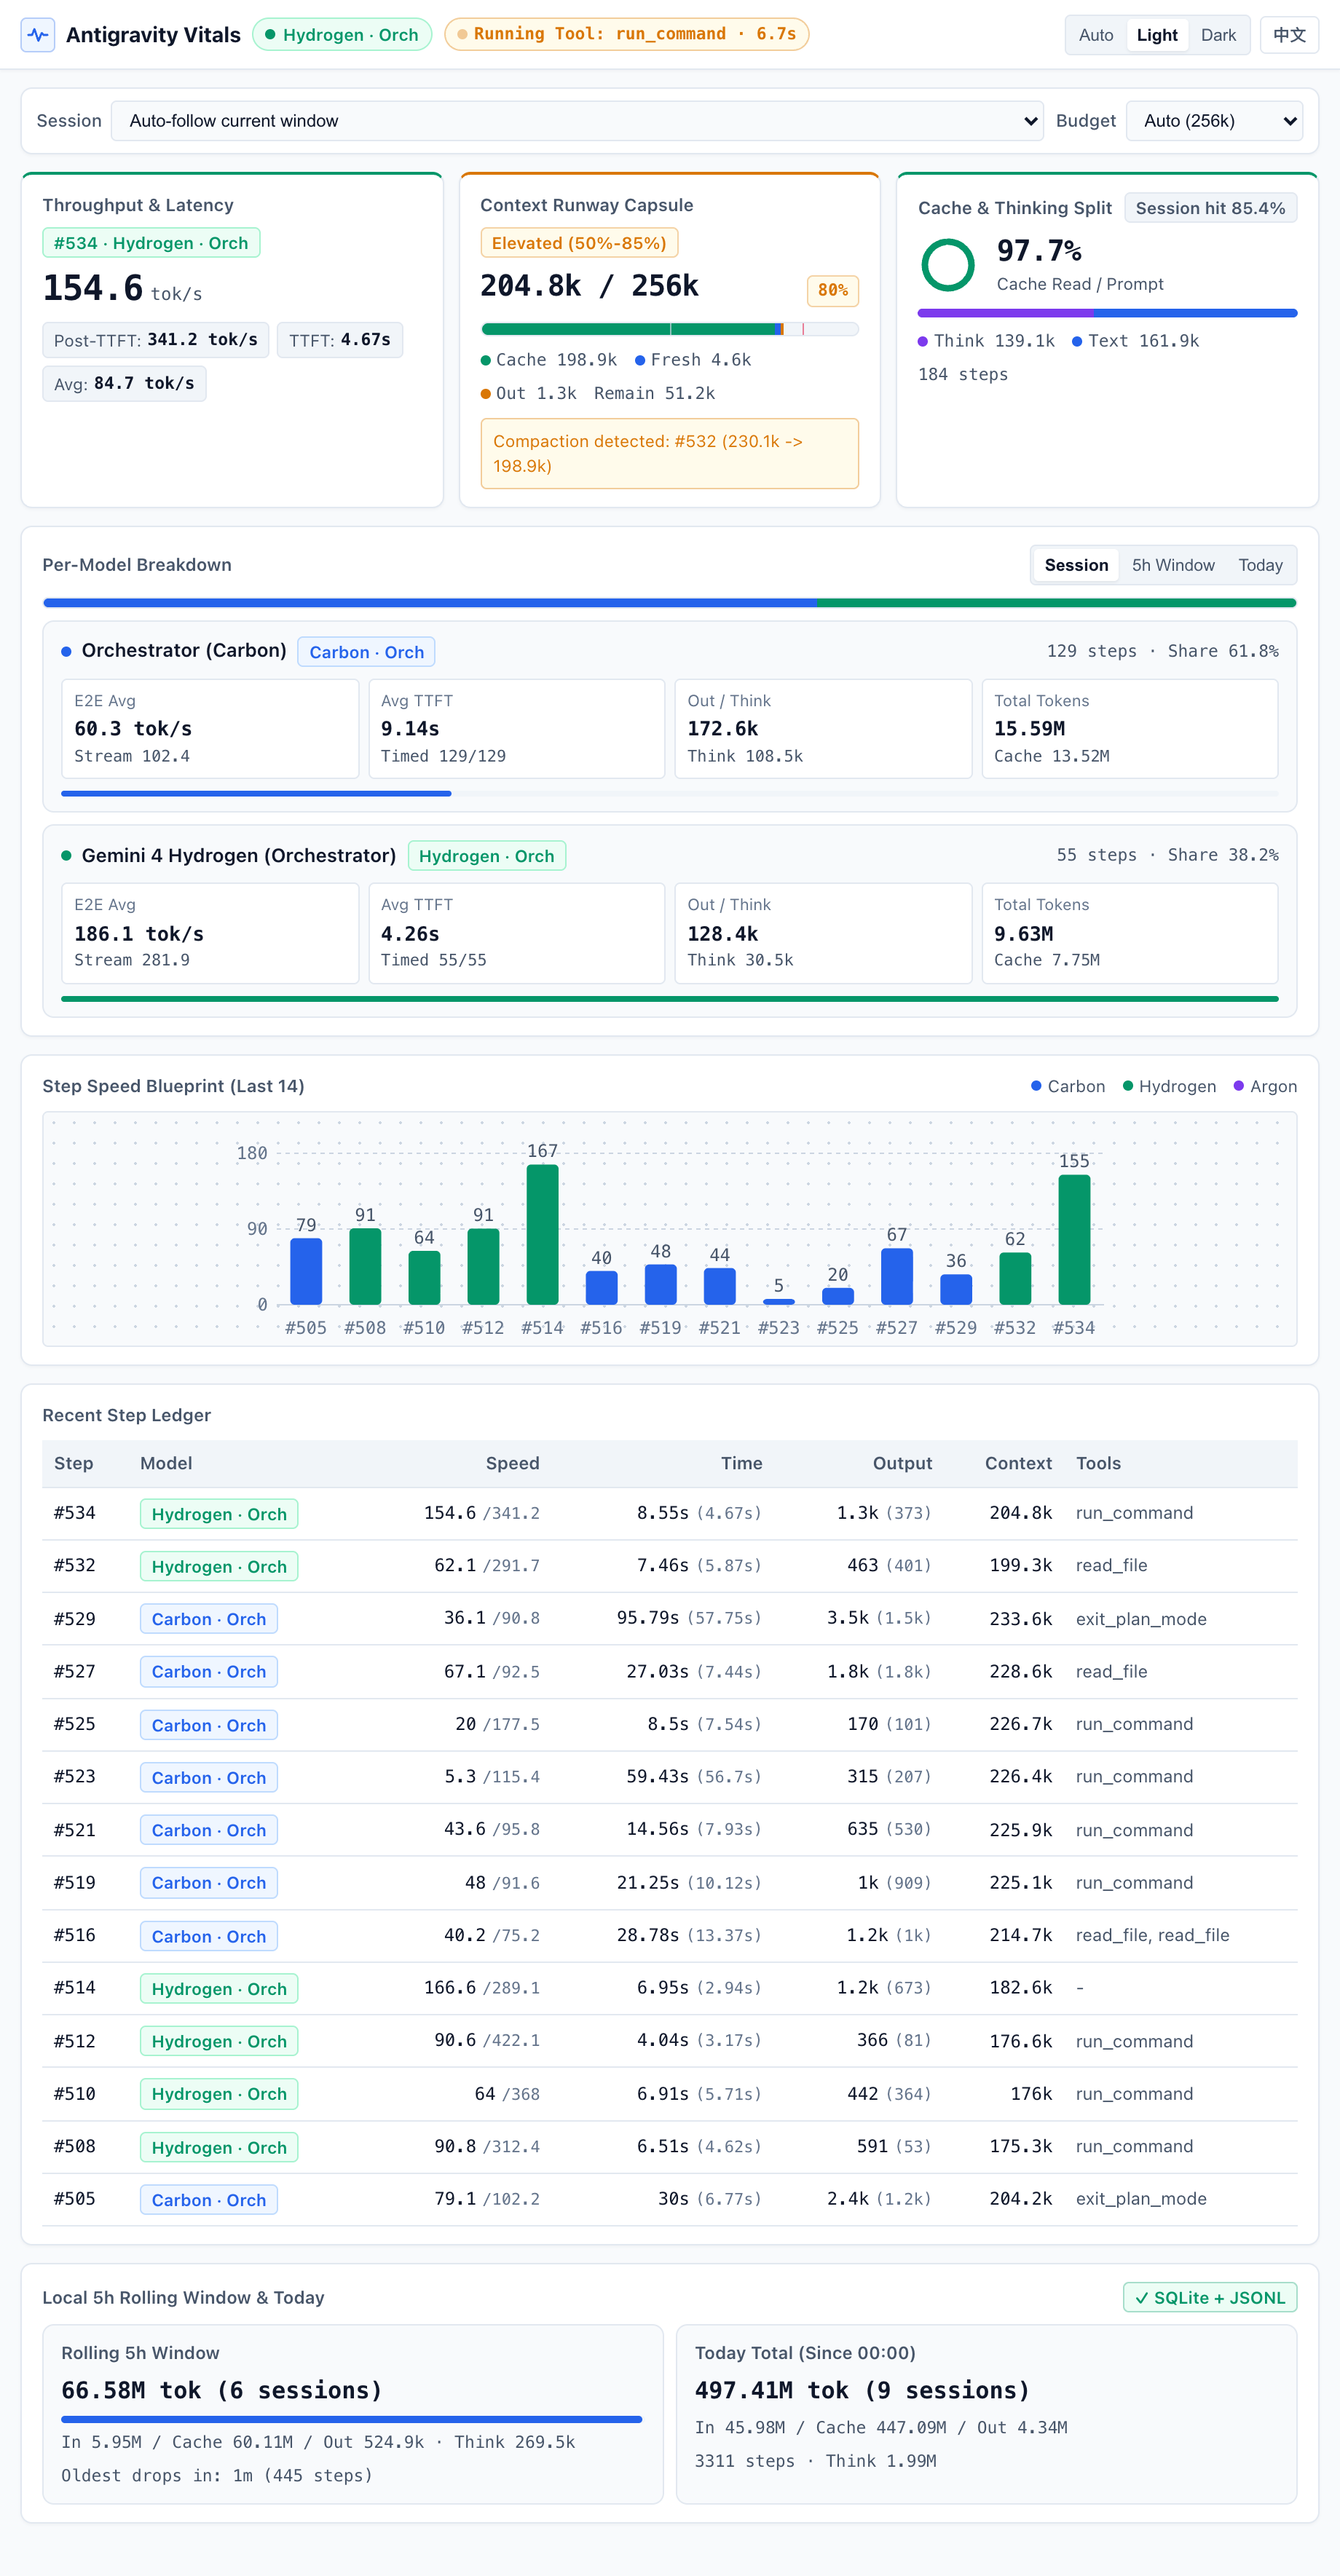 Antigravity Vitals Hydrogen · Orch Running Tool: run_command · 6.7s Auto Light Dark 中文
Session Auto-follow current window Budget Auto (256k)
Throughput & Latency
#534 · Hydrogen · Orch
154.6 tok/s
Post-TTFT: 341.2 tok/s TTFT: 4.67s
Avg: 84.7 tok/s
Context Runway Capsule
Elevated (50%-85%)
204.8k / 256k 80%
Cache 198.9k Fresh 4.6k
Out 1.3k Remain 51.2k
Compaction detected: #532 (230.1k ->
198.9k)
Cache & Thinking Split Session hit 85.4%
97.7%
Cache Read / Prompt
Think 139.1k Text 161.9k
184 steps
Per-Model Breakdown Session 5h Window Today
Orchestrator (Carbon) Carbon · Orch 129 steps · Share 61.8%
E2E Avg Avg TTFT Out / Think Total Tokens
60.3 tok/s 9.14s 172.6k 15.59M
Stream 102.4 Timed 129/129 Think 108.5k Cache 13.52M
Gemini 4 Hydrogen (Orchestrator) Hydrogen · Orch 55 steps · Share 38.2%
E2E Avg Avg TTFT Out / Think Total Tokens
186.1 tok/s 4.26s 128.4k 9.63M
Stream 281.9 Timed 55/55 Think 30.5k Cache 7.75M
Step Speed Blueprint (Last 14) Carbon Hydrogen Argon
180
90
0
79 91 64 91 167 40 48 44 5 20 67 36 62 155
#505 #508 #510 #512 #514 #516 #519 #521 #523 #525 #527 #529 #532 #534
Recent Step Ledger
Step Model Speed Time Output Context Tools
#534 Hydrogen · Orch 154.6 /341.2 8.55s (4.67s) 1.3k (373) 204.8k run_command
#532 Hydrogen · Orch 62.1 /291.7 7.46s (5.87s) 463 (401) 199.3k read_file
#529 Carbon · Orch 36.1 /90.8 95.79s (57.75s) 3.5k (1.5k) 233.6k exit_plan_mode
#527 Carbon · Orch 67.1 /92.5 27.03s (7.44s) 1.8k (1.8k) 228.6k read_file
#525 Carbon · Orch 20 /177.5 8.5s (7.54s) 170 (101) 226.7k run_command
#523 Carbon · Orch 5.3 /115.4 59.43s (56.7s) 315 (207) 226.4k run_command
#521 Carbon · Orch 43.6 /95.8 14.56s (7.93s) 635 (530) 225.9k run_command
#519 Carbon · Orch 48 /91.6 21.25s (10.12s) 1k (909) 225.1k run_command
#516 Carbon · Orch 40.2 /75.2 28.78s (13.37s) 1.2k (1k) 214.7k read_file, read_file
#514 Hydrogen · Orch 166.6 /289.1 6.95s (2.94s) 1.2k (673) 182.6k -
#512 Hydrogen · Orch 90.6 /422.1 4.04s (3.17s) 366 (81) 176.6k run_command
#510 Hydrogen · Orch 64 /368 6.91s (5.71s) 442 (364) 176k run_command
#508 Hydrogen · Orch 90.8 /312.4 6.51s (4.62s) 591 (53) 175.3k run_command
#505 Carbon · Orch 79.1 /102.2 30s (6.77s) 2.4k (1.2k) 204.2k exit_plan_mode
Local 5h Rolling Window & Today ✓ SQLite + JSONL
Rolling 5h Window
66.58M tok (6 sessions)
In 5.95M / Cache 60.11M / Out 524.9k · Think 269.5k
Oldest drops in: 1m (445 steps)
Today Total (Since 00:00)
497.41M tok (9 sessions)
In 45.98M / Cache 447.09M / Out 4.34M
3311 steps · Think 1.99M